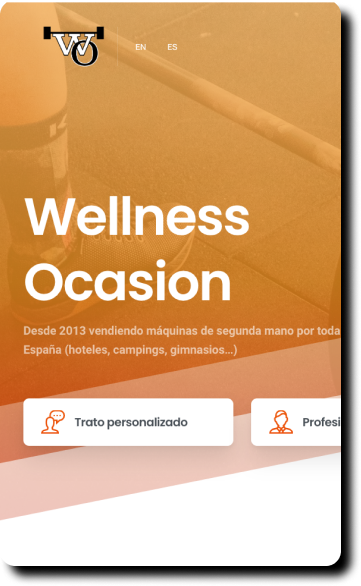 WO
EN ES
Wellness
Ocasion
Desde 2013 vendiendo máquinas de segunda mano por toda
España (hoteles, campings, gimnasios...)
Trato personalizado Profesi